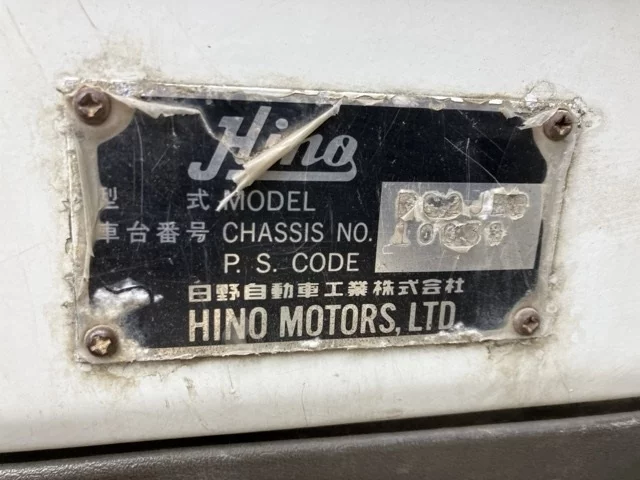 Hino
型 式 MODEL
車台番号 CHASSIS NO.
P. S. CODE
日野自動車工業株式会社
HINO MOTORS, LTD.